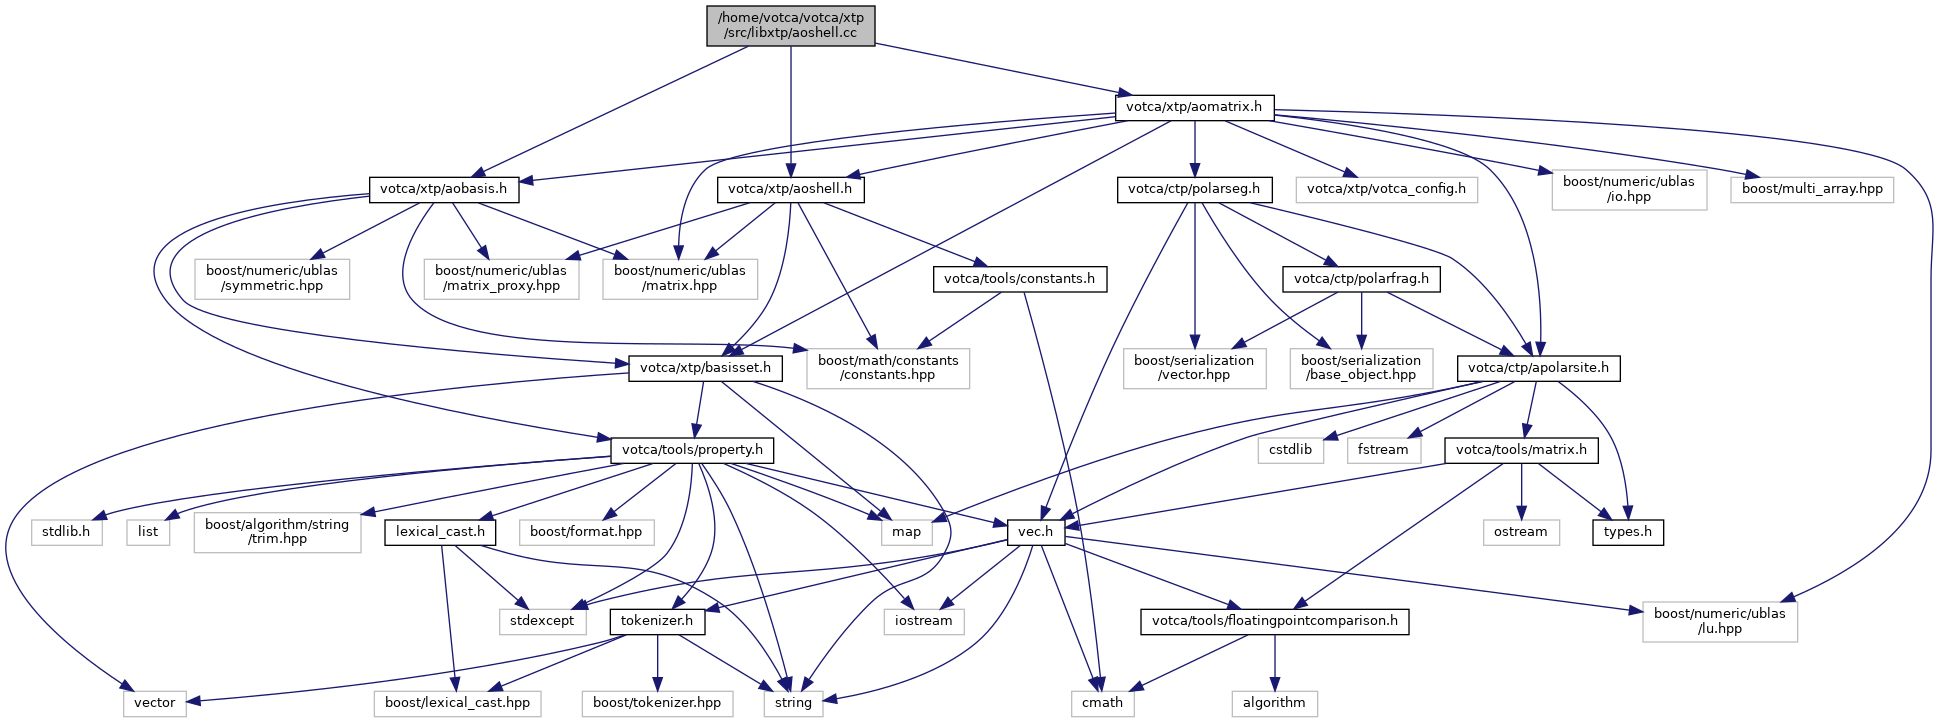 /home/votca/votca/xtp
/src/libxtp/aoshell.cc
votca/xtp/aomatrix.h
votca/xtp/aobasis.h
votca/xtp/aoshell.h
votca/ctp/polarseg.h
votca/xtp/votca_config.h
boost/numeric/ublas
/io.hpp
boost/multi_array.hpp
boost/numeric/ublas
/symmetric.hpp
boost/numeric/ublas
/matrix_proxy.hpp
boost/numeric/ublas
/matrix.hpp
votca/tools/constants.h
votca/ctp/polarfrag.h
votca/xtp/basisset.h
boost/math/constants
/constants.hpp
boost/serialization
/vector.hpp
boost/serialization
/base_object.hpp
votca/ctp/apolarsite.h
votca/tools/property.h
cstdlib
fstream
votca/tools/matrix.h
stdlib.h
list
boost/algorithm/string
/trim.hpp
lexical_cast.h
boost/format.hpp
map
vec.h
ostream
types.h
stdexcept
tokenizer.h
iostream
votca/tools/floatingpointcomparison.h
boost/numeric/ublas
/lu.hpp
vector
boost/lexical_cast.hpp
boost/tokenizer.hpp
string
cmath
algorithm